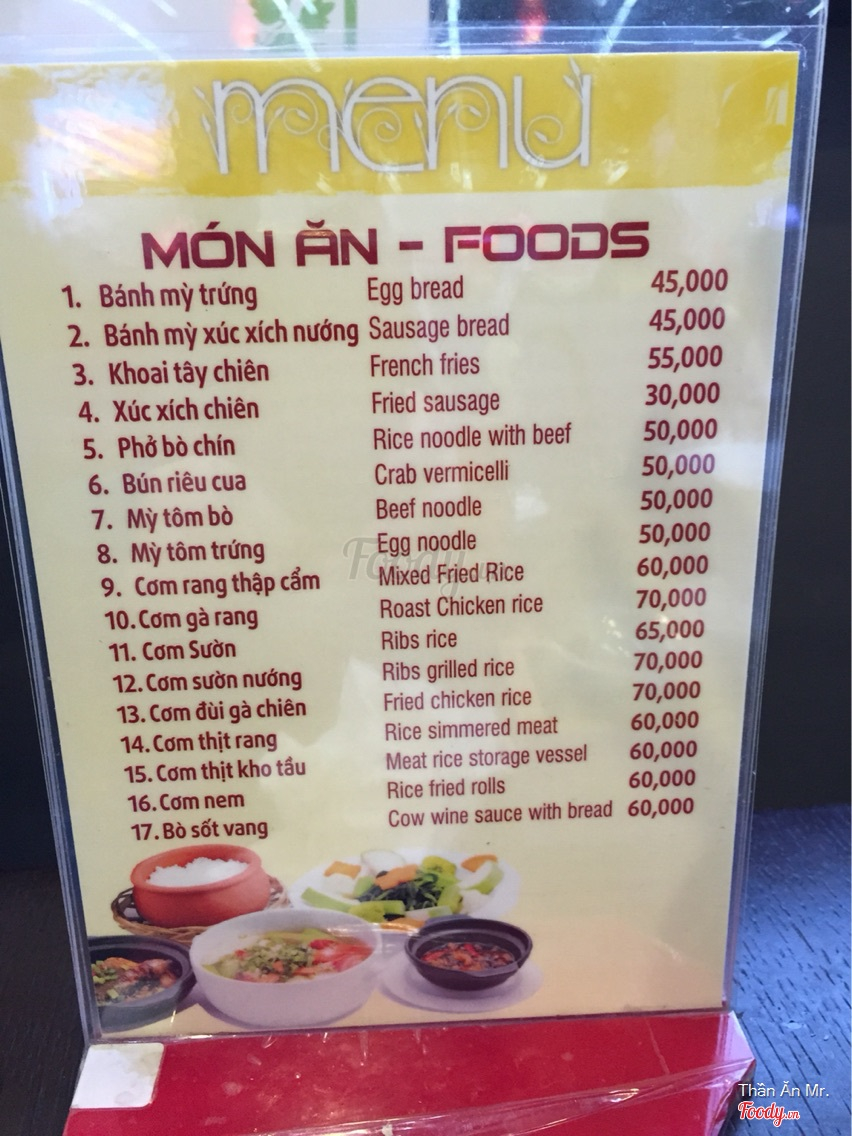 menu
MÓN ĂN - FOODS
1. Bánh mỳ trứng Egg bread 45,000
2. Bánh mỳ xúc xích nướng Sausage bread 45,000
3. Khoai tây chiên French fries 55,000
4. Xúc xích chiên Fried sausage 30,000
5. Phở bò chín Rice noodle with beef 50,000
6. Bún riêu cua Crab vermicelli 50,000
7. Mỳ tôm bò Beef noodle 50,000
8. Mỳ tôm trứng Egg noodle 50,000
9. Cơm rang thập cẩm Mixed Fried Rice 60,000
10. Cơm gà rang Roast Chicken rice 70,000
11. Cơm Sườn Ribs rice 65,000
12. Cơm sườn nướng Ribs grilled rice 70,000
13. Cơm đùi gà chiên Fried chicken rice 70,000
14. Cơm thịt rang Rice simmered meat 60,000
15. Cơm thịt kho tầu Meat rice storage vessel 60,000
16. Cơm nem Rice fried rolls 60,000
17. Bò sốt vang Cow wine sauce with bread 60,000
Foody.vn
Thần Ăn Mr.
Foody.vn